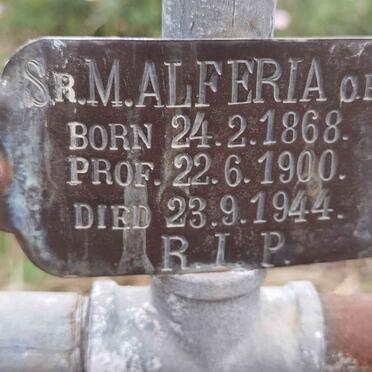 SR. M. ALFERIA O.
BORN 24.2.1868.
PROF. 22.6.1900.
DIED 23.9.1944.
R.I.P.